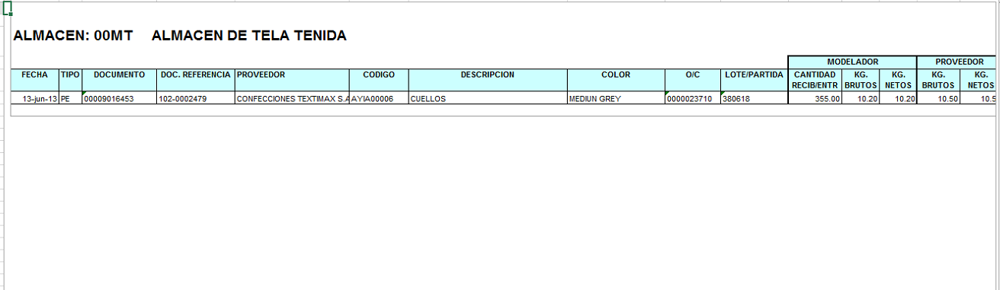 ALMACEN: 00MT ALMACEN DE TELA TENIDA
MODELADOR PROVEEDOR
FECHA TIPO DOCUMENTO DOC. REFERENCIA PROVEEDOR CODIGO DESCRIPCION COLOR O/C LOTE/PARTIDA CANTIDAD KG. KG. KG. KG.
RECIB/ENTR BRUTOS NETOS BRUTOS NETOS
13-jun-13 PE 00009016453 102-0002479 CONFECCIONES TEXTIMAX S.A AYIA00006 CUELLOS MEDIUN GREY 0000023710 380618 355.00 10.20 10.20 10.50 10.5